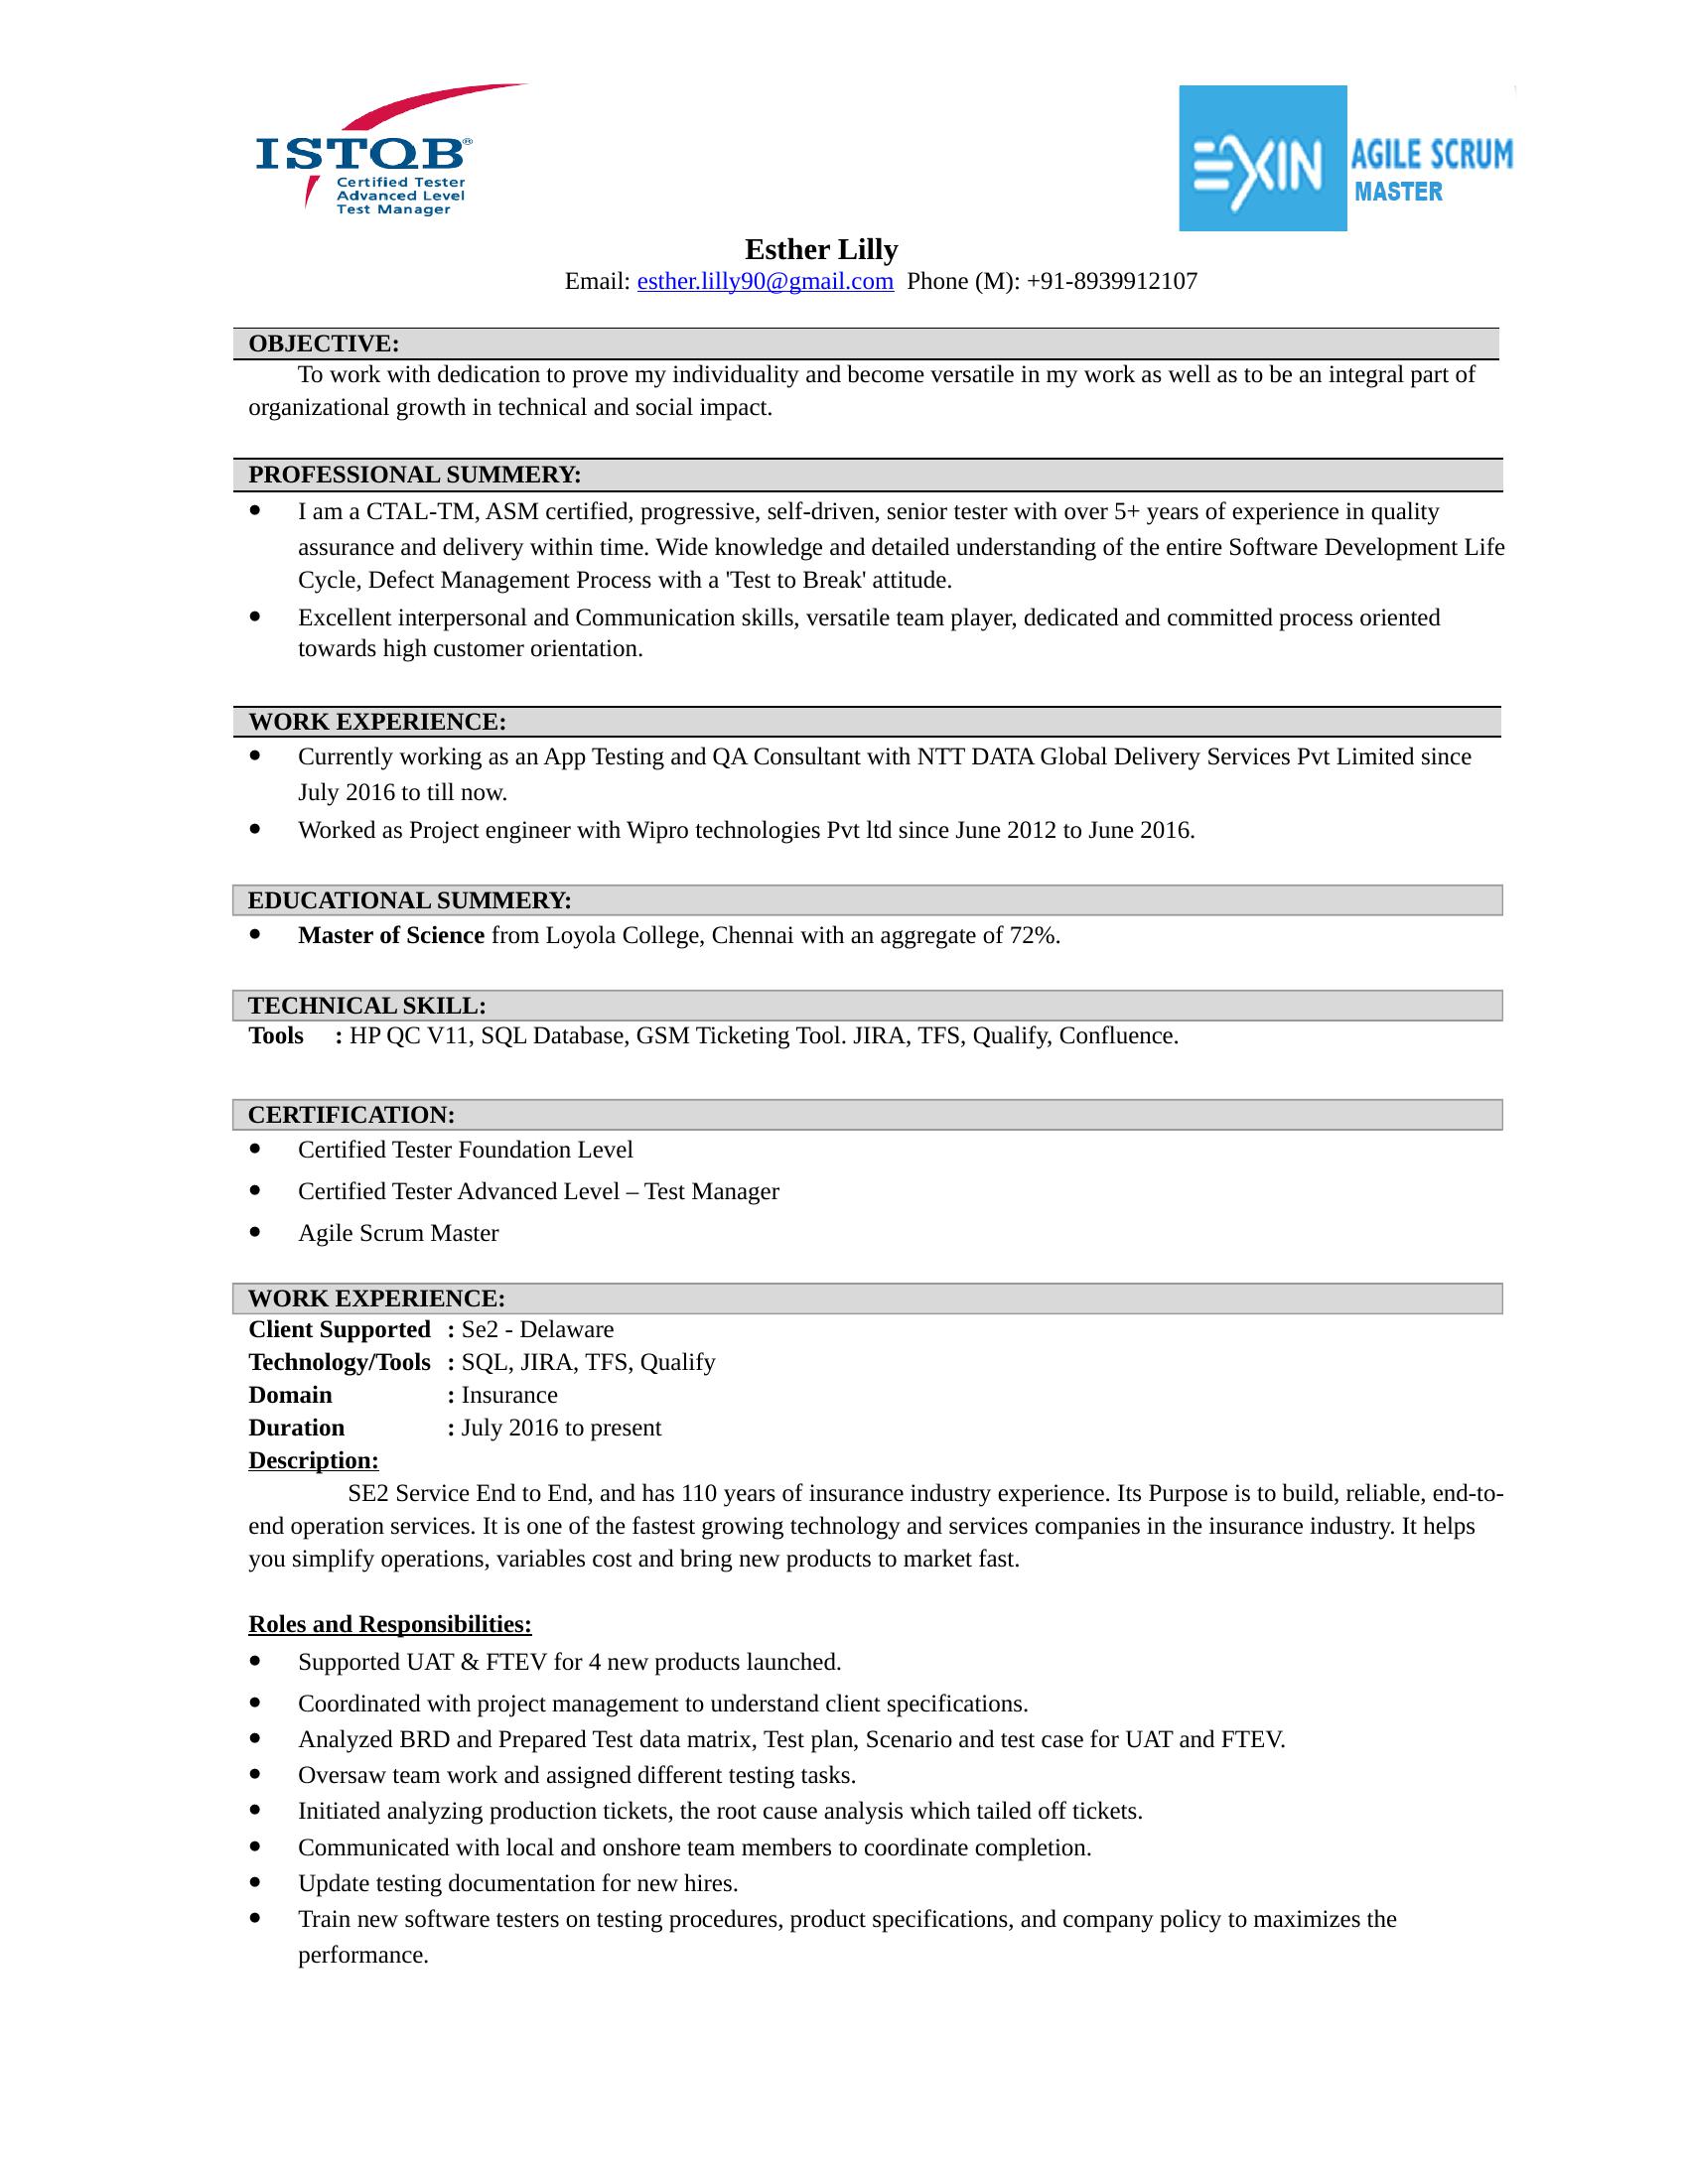 ISTQB®
Certified Tester
Advanced Level
Test Manager
EXIN
AGILE SCRUM
MASTER
Esther Lilly
Email: esther.lilly90@gmail.com  Phone (M): +91-8939912107
OBJECTIVE:
To work with dedication to prove my individuality and become versatile in my work as well as to be an integral part of
organizational growth in technical and social impact.
PROFESSIONAL SUMMERY:
● I am a CTAL-TM, ASM certified, progressive, self-driven, senior tester with over 5+ years of experience in quality
assurance and delivery within time. Wide knowledge and detailed understanding of the entire Software Development Life
Cycle, Defect Management Process with a 'Test to Break' attitude.
● Excellent interpersonal and Communication skills, versatile team player, dedicated and committed process oriented
towards high customer orientation.
WORK EXPERIENCE:
● Currently working as an App Testing and QA Consultant with NTT DATA Global Delivery Services Pvt Limited since
July 2016 to till now.
● Worked as Project engineer with Wipro technologies Pvt ltd since June 2012 to June 2016.
EDUCATIONAL SUMMERY:
● Master of Science from Loyola College, Chennai with an aggregate of 72%.
TECHNICAL SKILL:
Tools : HP QC V11, SQL Database, GSM Ticketing Tool. JIRA, TFS, Qualify, Confluence.
CERTIFICATION:
● Certified Tester Foundation Level
● Certified Tester Advanced Level – Test Manager
● Agile Scrum Master
WORK EXPERIENCE:
Client Supported : Se2 - Delaware
Technology/Tools : SQL, JIRA, TFS, Qualify
Domain : Insurance
Duration : July 2016 to present
Description:
SE2 Service End to End, and has 110 years of insurance industry experience. Its Purpose is to build, reliable, end-to-
end operation services. It is one of the fastest growing technology and services companies in the insurance industry. It helps
you simplify operations, variables cost and bring new products to market fast.
Roles and Responsibilities:
● Supported UAT & FTEV for 4 new products launched.
● Coordinated with project management to understand client specifications.
● Analyzed BRD and Prepared Test data matrix, Test plan, Scenario and test case for UAT and FTEV.
● Oversaw team work and assigned different testing tasks.
● Initiated analyzing production tickets, the root cause analysis which tailed off tickets.
● Communicated with local and onshore team members to coordinate completion.
● Update testing documentation for new hires.
● Train new software testers on testing procedures, product specifications, and company policy to maximizes the
performance.